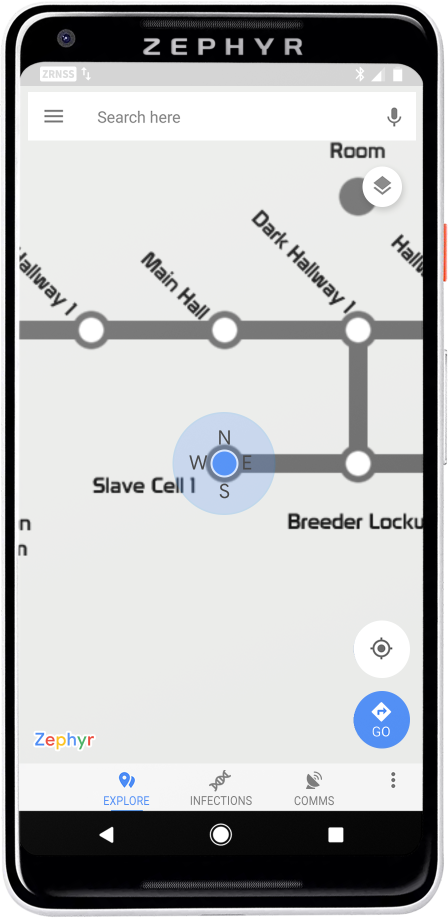 ZEPHYR
ZRNSS
Search here
Room
Dark Hallway 1
Main Hall
allway 1
Hallw
N
W E
S
Slave Cell 1
Breeder Locku
n
n
Zephyr
GO
EXPLORE INFECTIONS COMMS